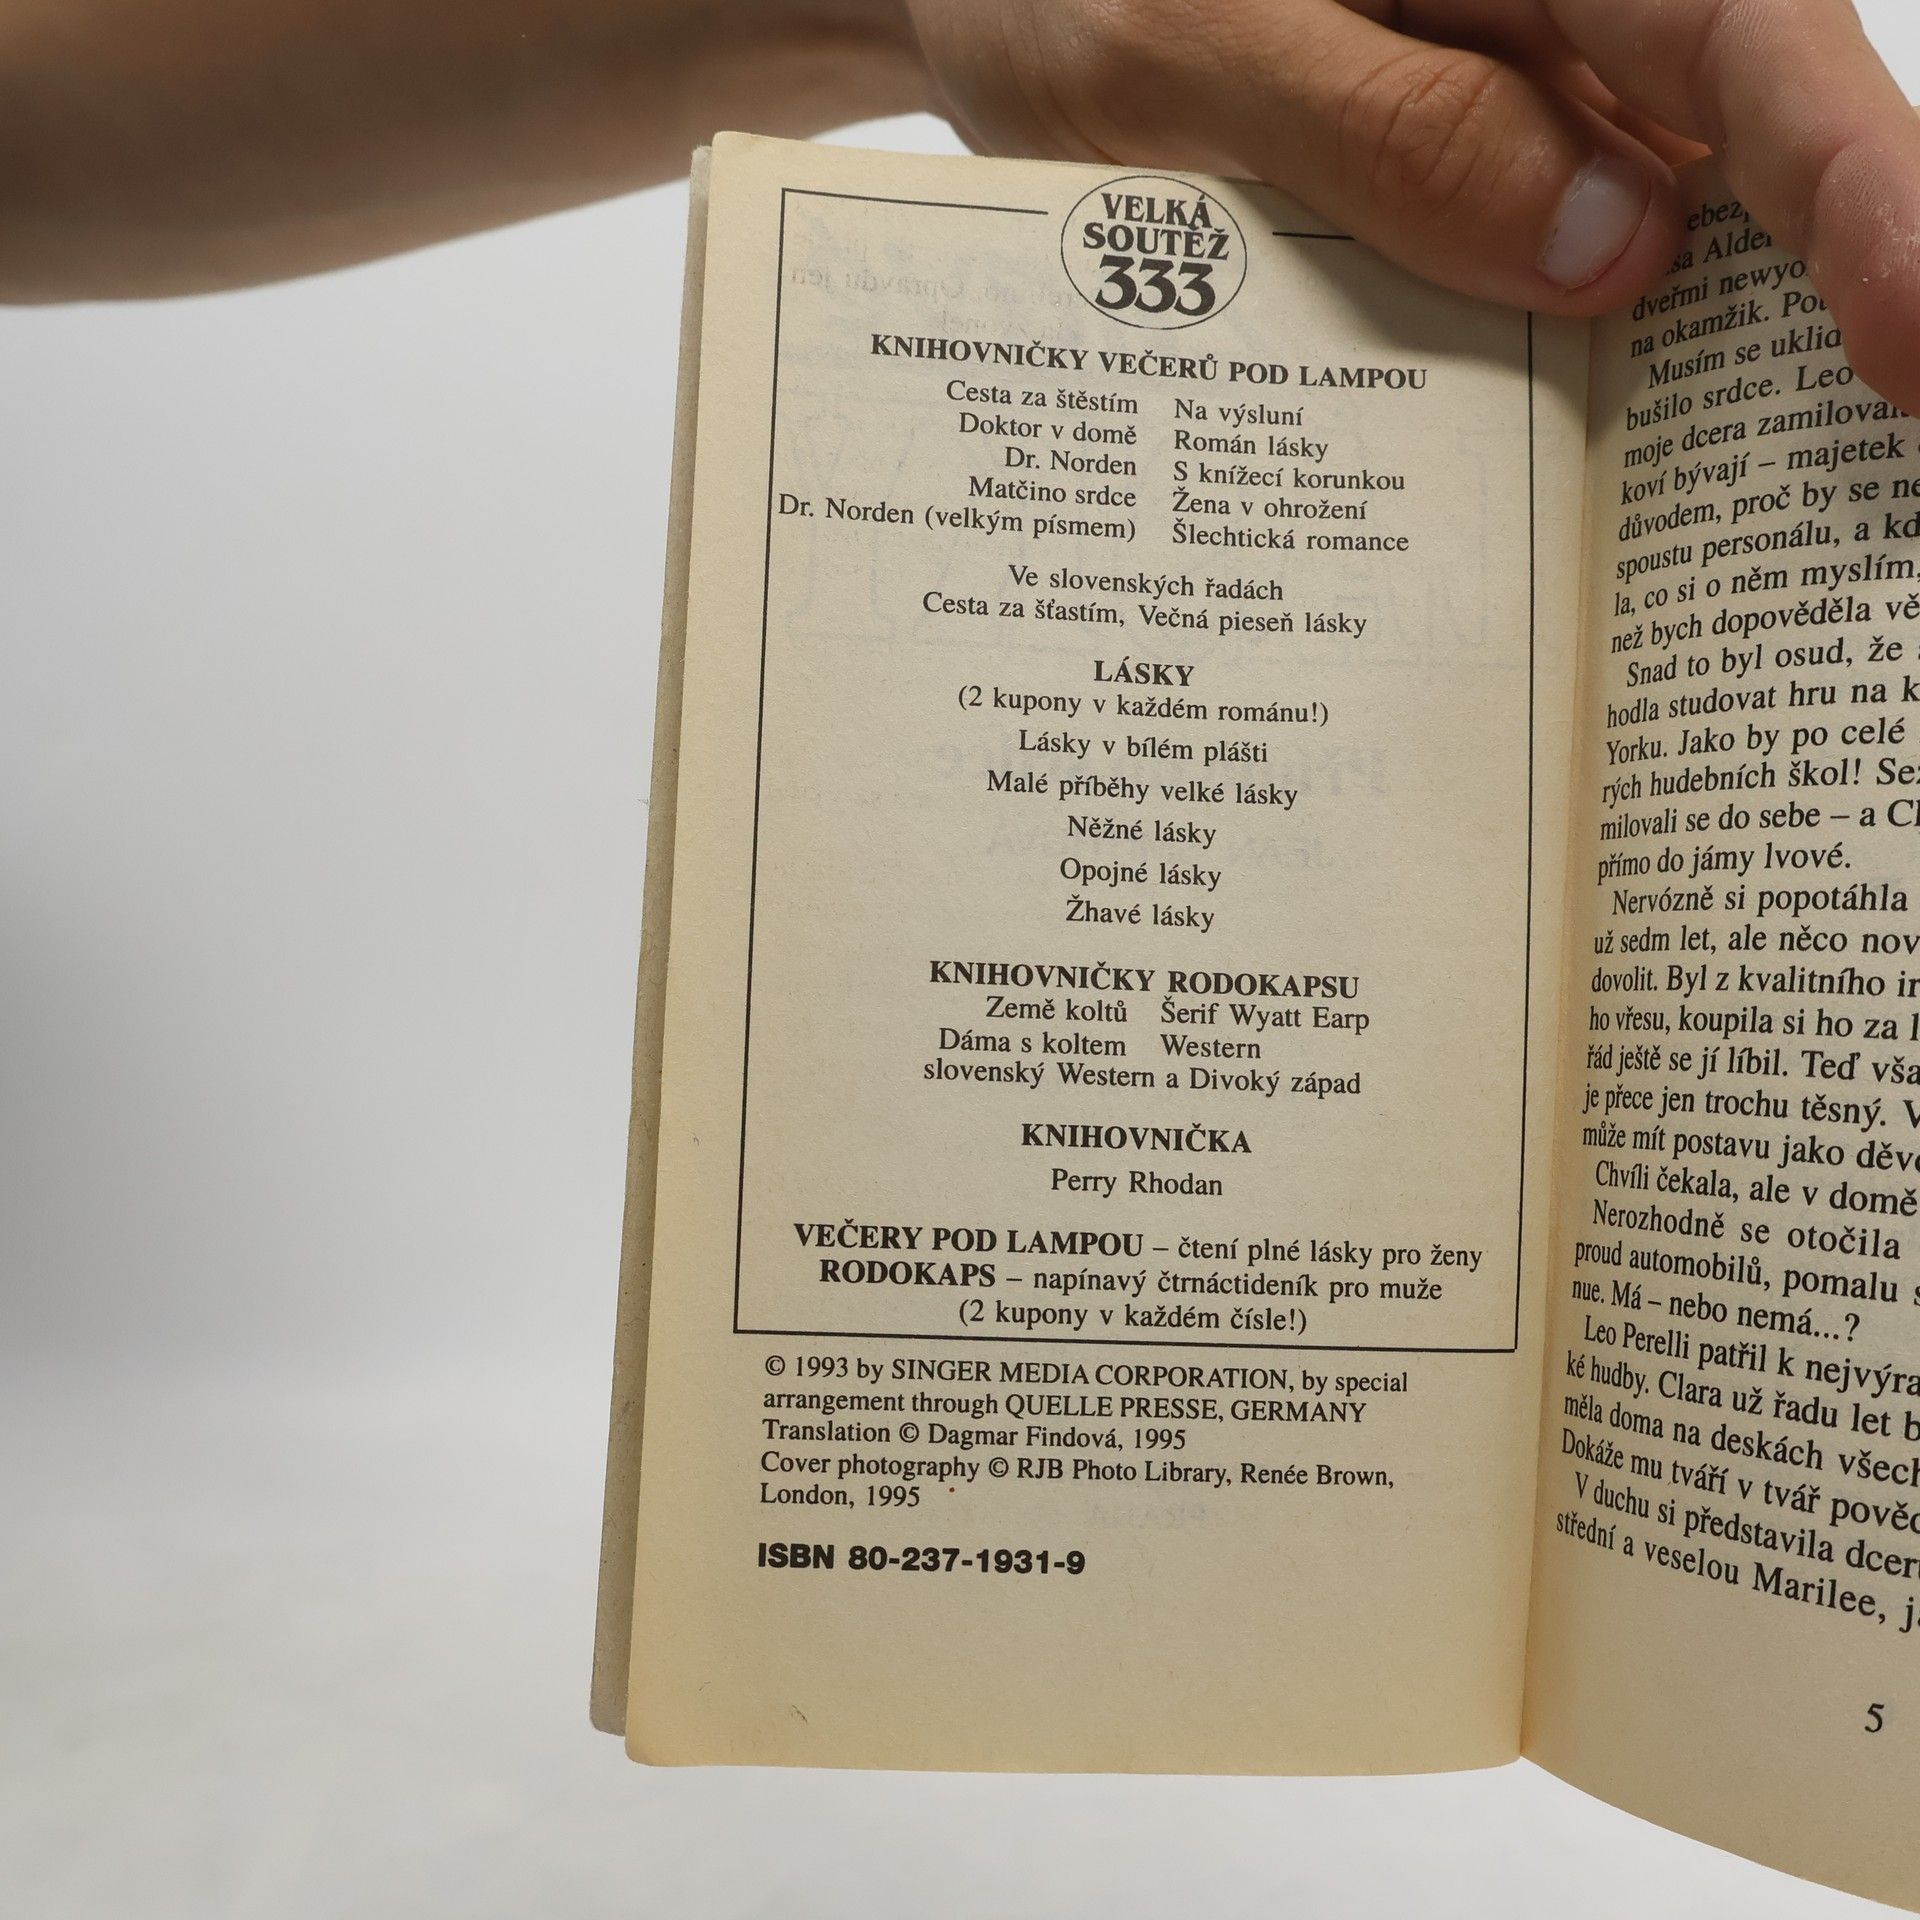 VELKÁ
SOUTĚŽ
333
KNIHOVNIČKY VEČERŮ POD LAMPOU
Cesta za štěstím Na výsluní
Doktor v domě Román lásky
Dr. Norden S knížecí korunkou
Matčino srdce Žena v ohrožení
Dr. Norden (velkým písmem) Šlechtická romance
Ve slovenských řadách
Cesta za šťastím, Večná pieseň lásky
LÁSKY
(2 kupony v každém románu!)
Lásky v bílém plášti
Malé příběhy velké lásky
Něžné lásky
Opojné lásky
Žhavé lásky
KNIHOVNIČKY RODOKAPSU
Země koltů Šerif Wyatt Earp
Dáma s koltem Western
slovenský Western a Divoký západ
KNIHOVNIČKA
Perry Rhodan
VEČERY POD LAMPOU – čtení plné lásky pro ženy
RODOKAPS – napínavý čtrnáctideník pro muže
(2 kupony v každém čísle!)
© 1993 by SINGER MEDIA CORPORATION, by special
arrangement through QUELLE PRESSE, GERMANY
Translation © Dagmar Findová, 1995
Cover photography © RJB Photo Library, Renée Brown,
London, 1995
ISBN 80-237-1931-9
dveřmi newyo
na okamžik.
Musím se uklid
bušilo srdce. Leo
moje dcera
koví bývají – majetek
důvodem, proč by se
spoustu personálu, a
la, co si o něm myslím,
než bych dopověděla
Snad to byl osud, že
hodla studovat hru na
Yorku. Jako by po celé
rých hudebních škol!
milovali se do sebe – a
přímo do jámy lvové.
Nervózně si popotáhla
už sedm let, ale něco
dovolit. Byl z kvalitního
ho vřesu, koupila si ho za
řád ještě se jí líbil. Teď
je přece jen trochu těsný.
může mít postavu jako
Chvíli čekala, ale v domě
Nerozhodně se otočila
proud automobilů, pomalu
nue. Má – nebo nemá...?
Leo Perelli patřil k
ké hudby. Clara už řadu let
měla doma na deskách
Dokáže mu tváří v tvář
V duchu si představila
střední a veselou Marilee,
5